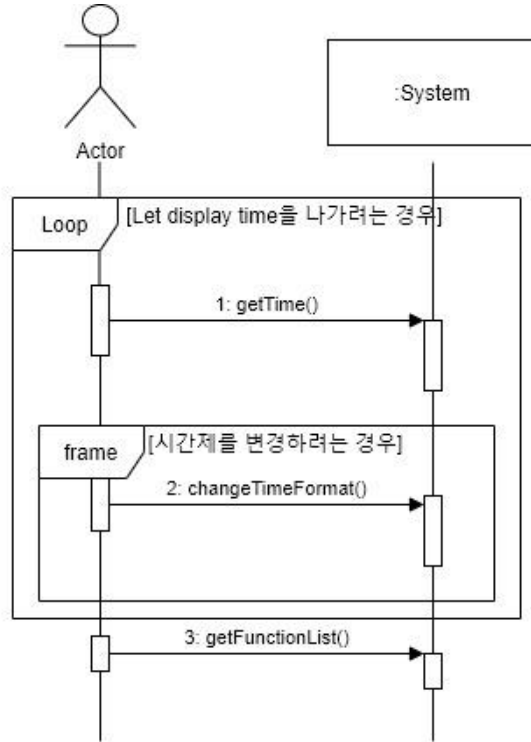 :System
Actor
Loop
[Let display time을 나가려는 경우]
1: getTime()
frame
[시간제를 변경하려는 경우]
2: changeTimeFormat()
3: getFunctionList()